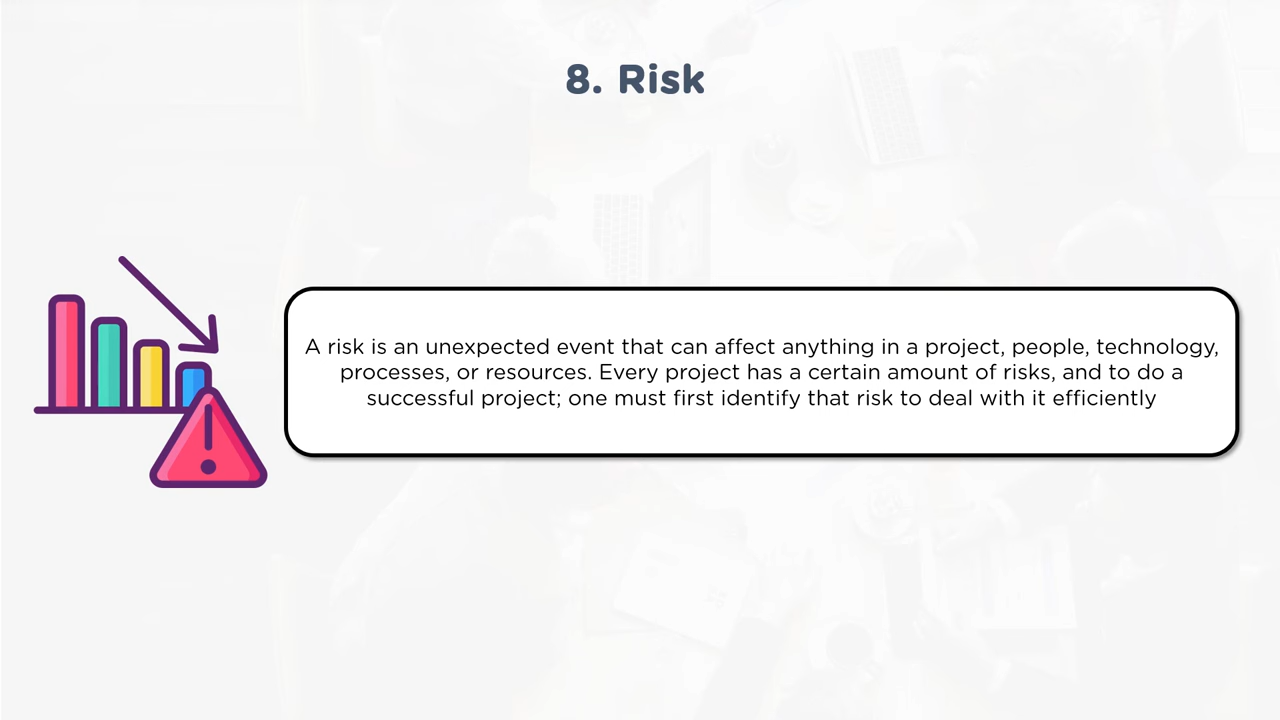 8. Risk
A risk is an unexpected event that can affect anything in a project, people, technology,
processes, or resources. Every project has a certain amount of risks, and to do a
successful project; one must first identify that risk to deal with it efficiently